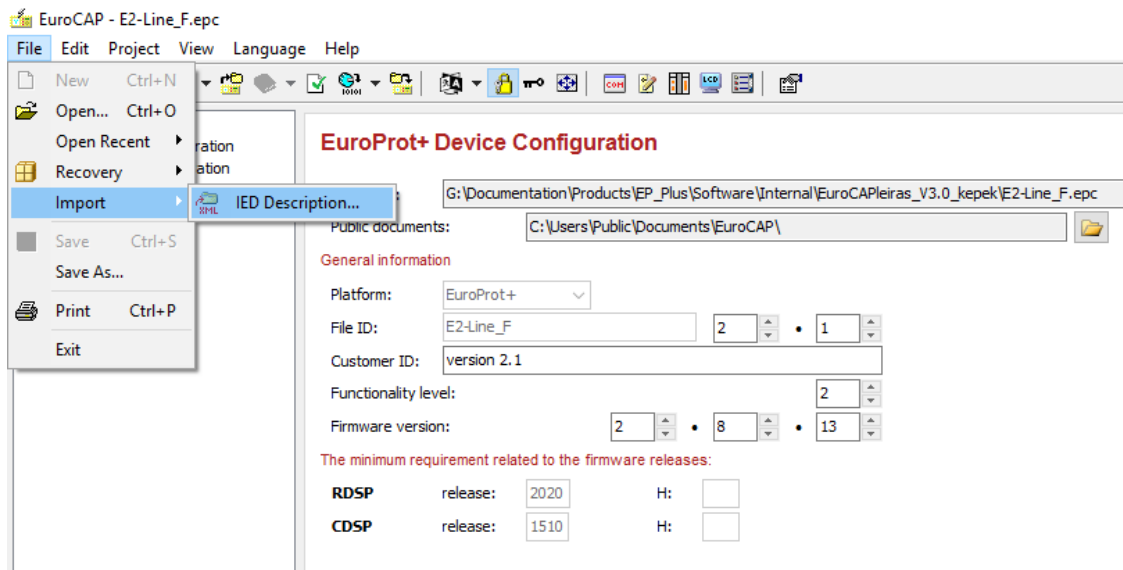 EuroCAP - E2-Line_F.epc
File Edit Project View Language Help
New Ctrl+N
Open... Ctrl+O
Open Recent
Recovery
Import
IED Description...
Save Ctrl+S
Save As...
Print Ctrl+P
Exit
EuroProt+ Device Configuration
G:\Documentation\Products\EP_Plus\Software\Internal\EuroCAPleiras_V3.0_kepek\E2-Line_F.epc
Public documents: C:\Users\Public\Documents\EuroCAP\
General information
Platform: EuroProt+
File ID: E2-Line_F 2 • 1
Customer ID: version 2.1
Functionality level: 2
Firmware version: 2 • 8 • 13
The minimum requirement related to the firmware releases:
RDSP release: 2020 H:
CDSP release: 1510 H: